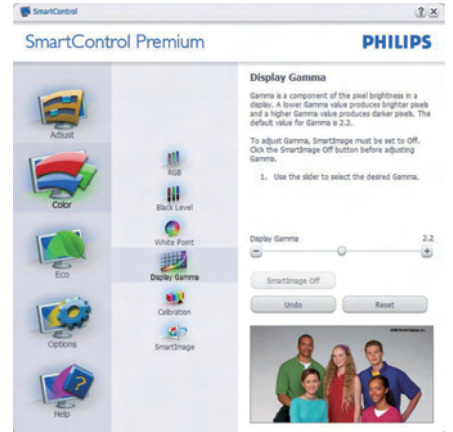 SmartControl
SmartControl Premium
PHILIPS
Adjust
Color
Eco
Options
Help
RGB
Black Level
White Point
Display Gamma
Calibration
SmartImage
Display Gamma
Gamma is a component of the pixel brightness in a
display. A lower Gamma value produces brighter pixels
and a higher Gamma value produces darker pixels. The
default value for Gamma is 2.2.
To adjust Gamma, SmartImage must be set to Off.
Click the SmartImage Off button before adjusting
Gamma.
1. Use the slider to select the desired Gamma.
Display Gamma 2.2
SmartImage Off
Undo Reset